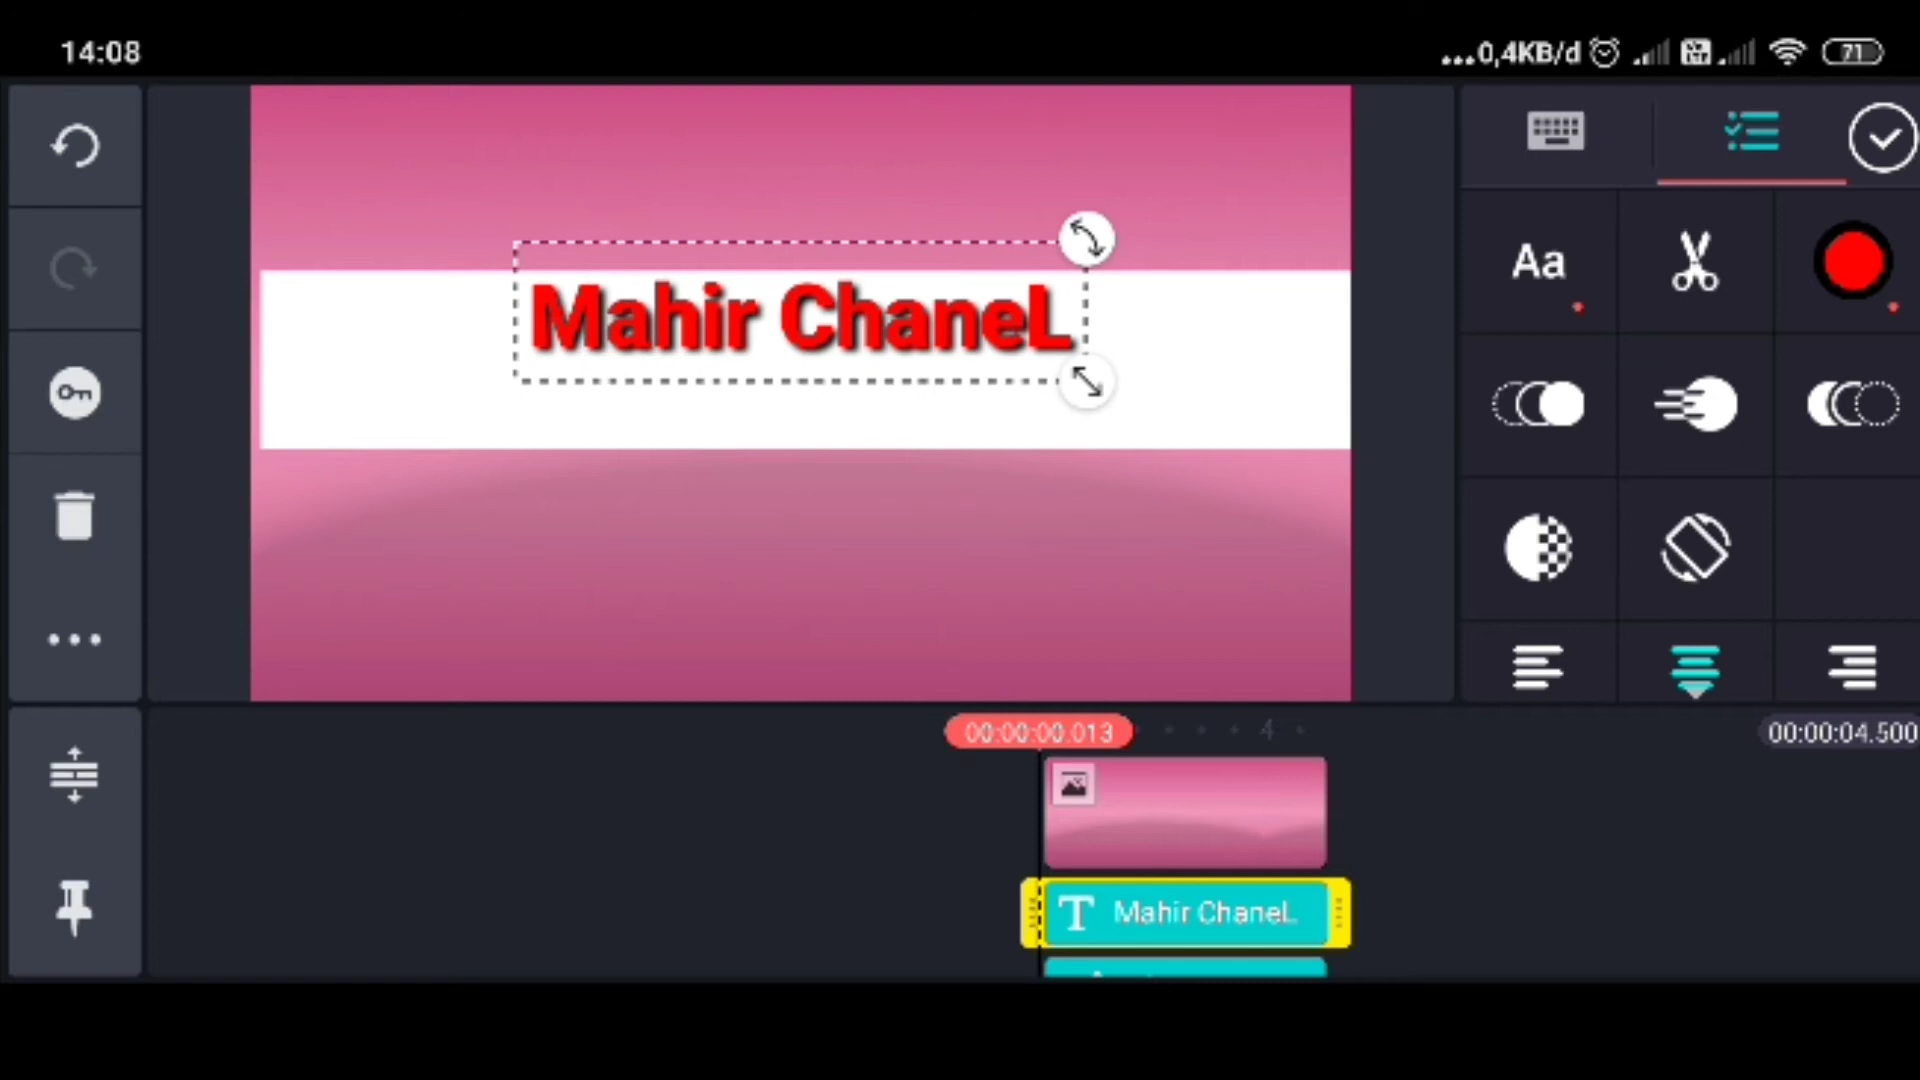 14:08
...0,4KB/d
71
Mahir ChaneL
Aa
00:00:00.013
4
00:00:04.500
T Mahir ChaneL